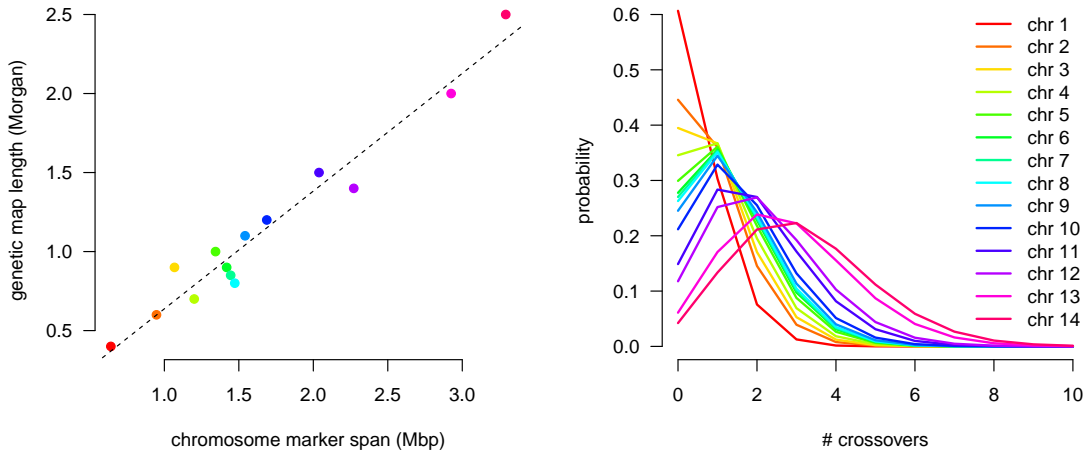 genetic map length (Morgan)
2.5
2.0
1.5
1.0
0.5
1.0 1.5 2.0 2.5 3.0
chromosome marker span (Mbp)
probability
0.6
0.5
0.4
0.3
0.2
0.1
0.0
0 2 4 6 8 10
# crossovers
chr 1
chr 2
chr 3
chr 4
chr 5
chr 6
chr 7
chr 8
chr 9
chr 10
chr 11
chr 12
chr 13
chr 14